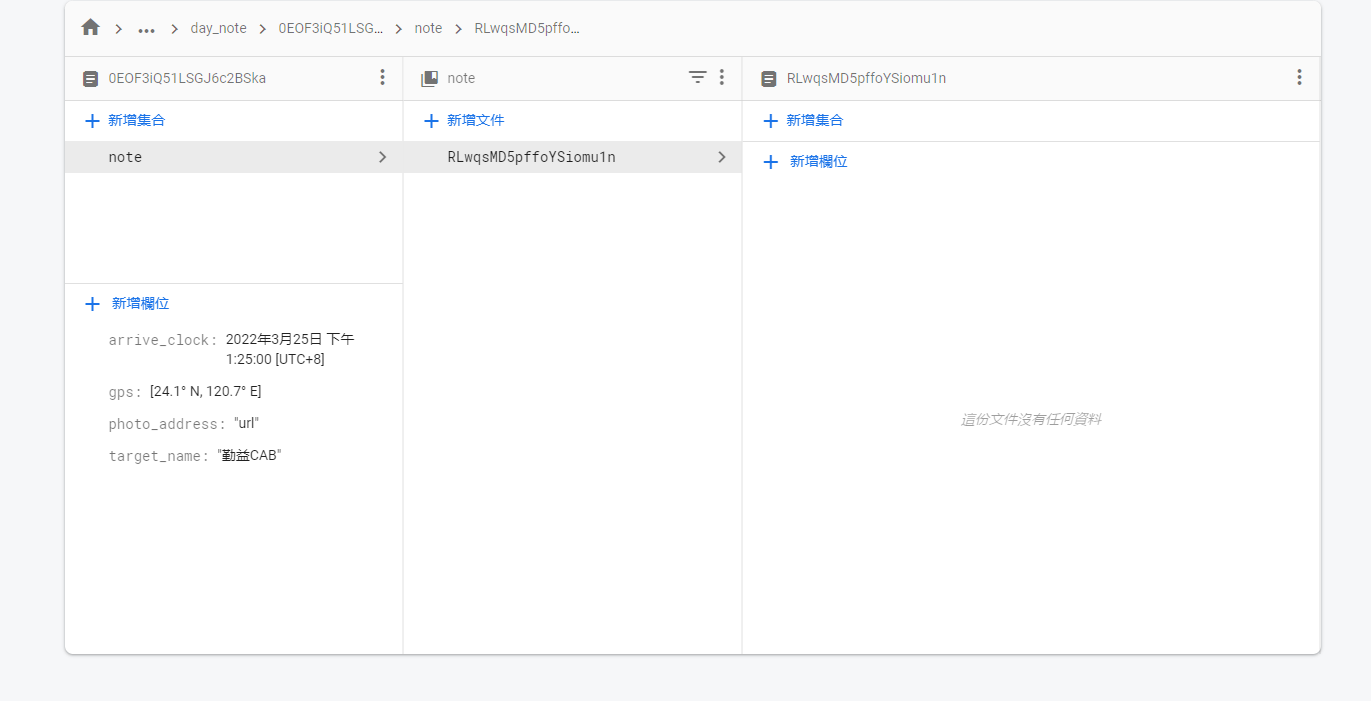 day_note
0EOF3iQ51LSG...
note
RLwqsMD5pffo...
0EOF3iQ51LSGJ6c2BSka
note
RLwqsMD5pffoYSiomu1n
新增集合
新增文件
新增集合
note
RLwqsMD5pffoYSiomu1n
新增欄位
新增欄位
arrive_clock: 2022年3月25日 下午
1:25:00 [UTC+8]
gps: [24.1° N, 120.7° E]
photo_address: "url"
target_name: "勤益CAB"
這份文件沒有任何資料